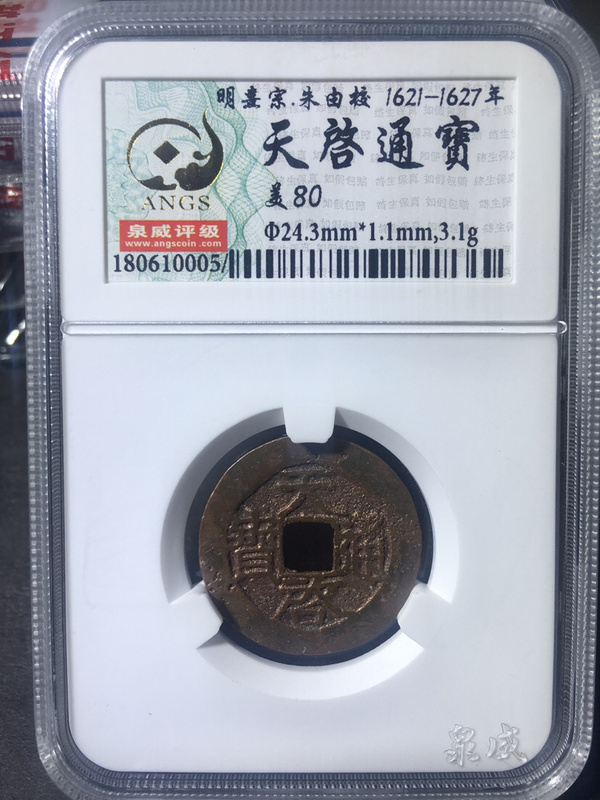 明熹宗.朱由校 1621-1627年
天啓通寶
美80
Φ24.3mm*1.1mm,3.1g
ANGS
泉威评级
www.angscoin.com
180610005/
天
寳 通
啓
泉威